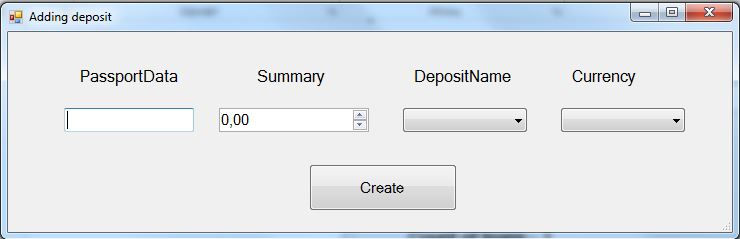 Adding deposit
PassportData Summary DepositName Currency
0,00
Create